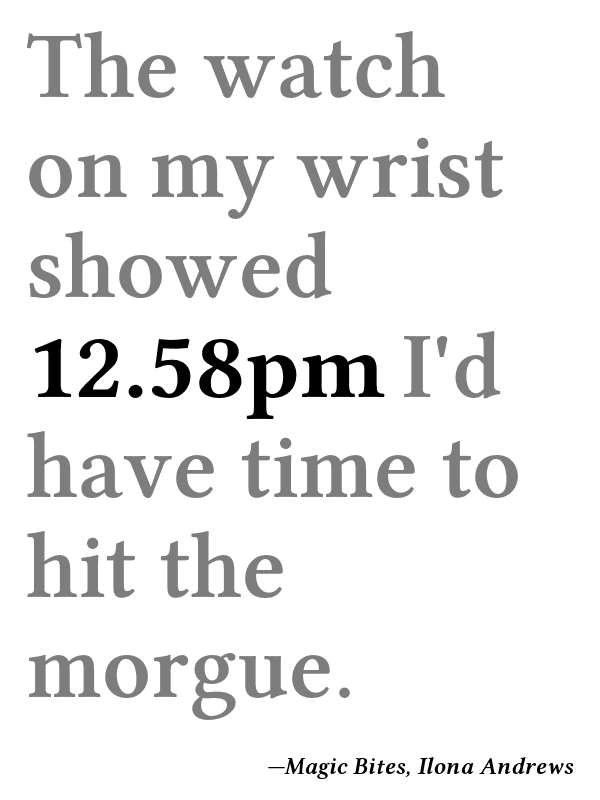 The watch
on my wrist
showed
12.58pm I'd
have time to
hit the
morgue.
—Magic Bites, Ilona Andrews